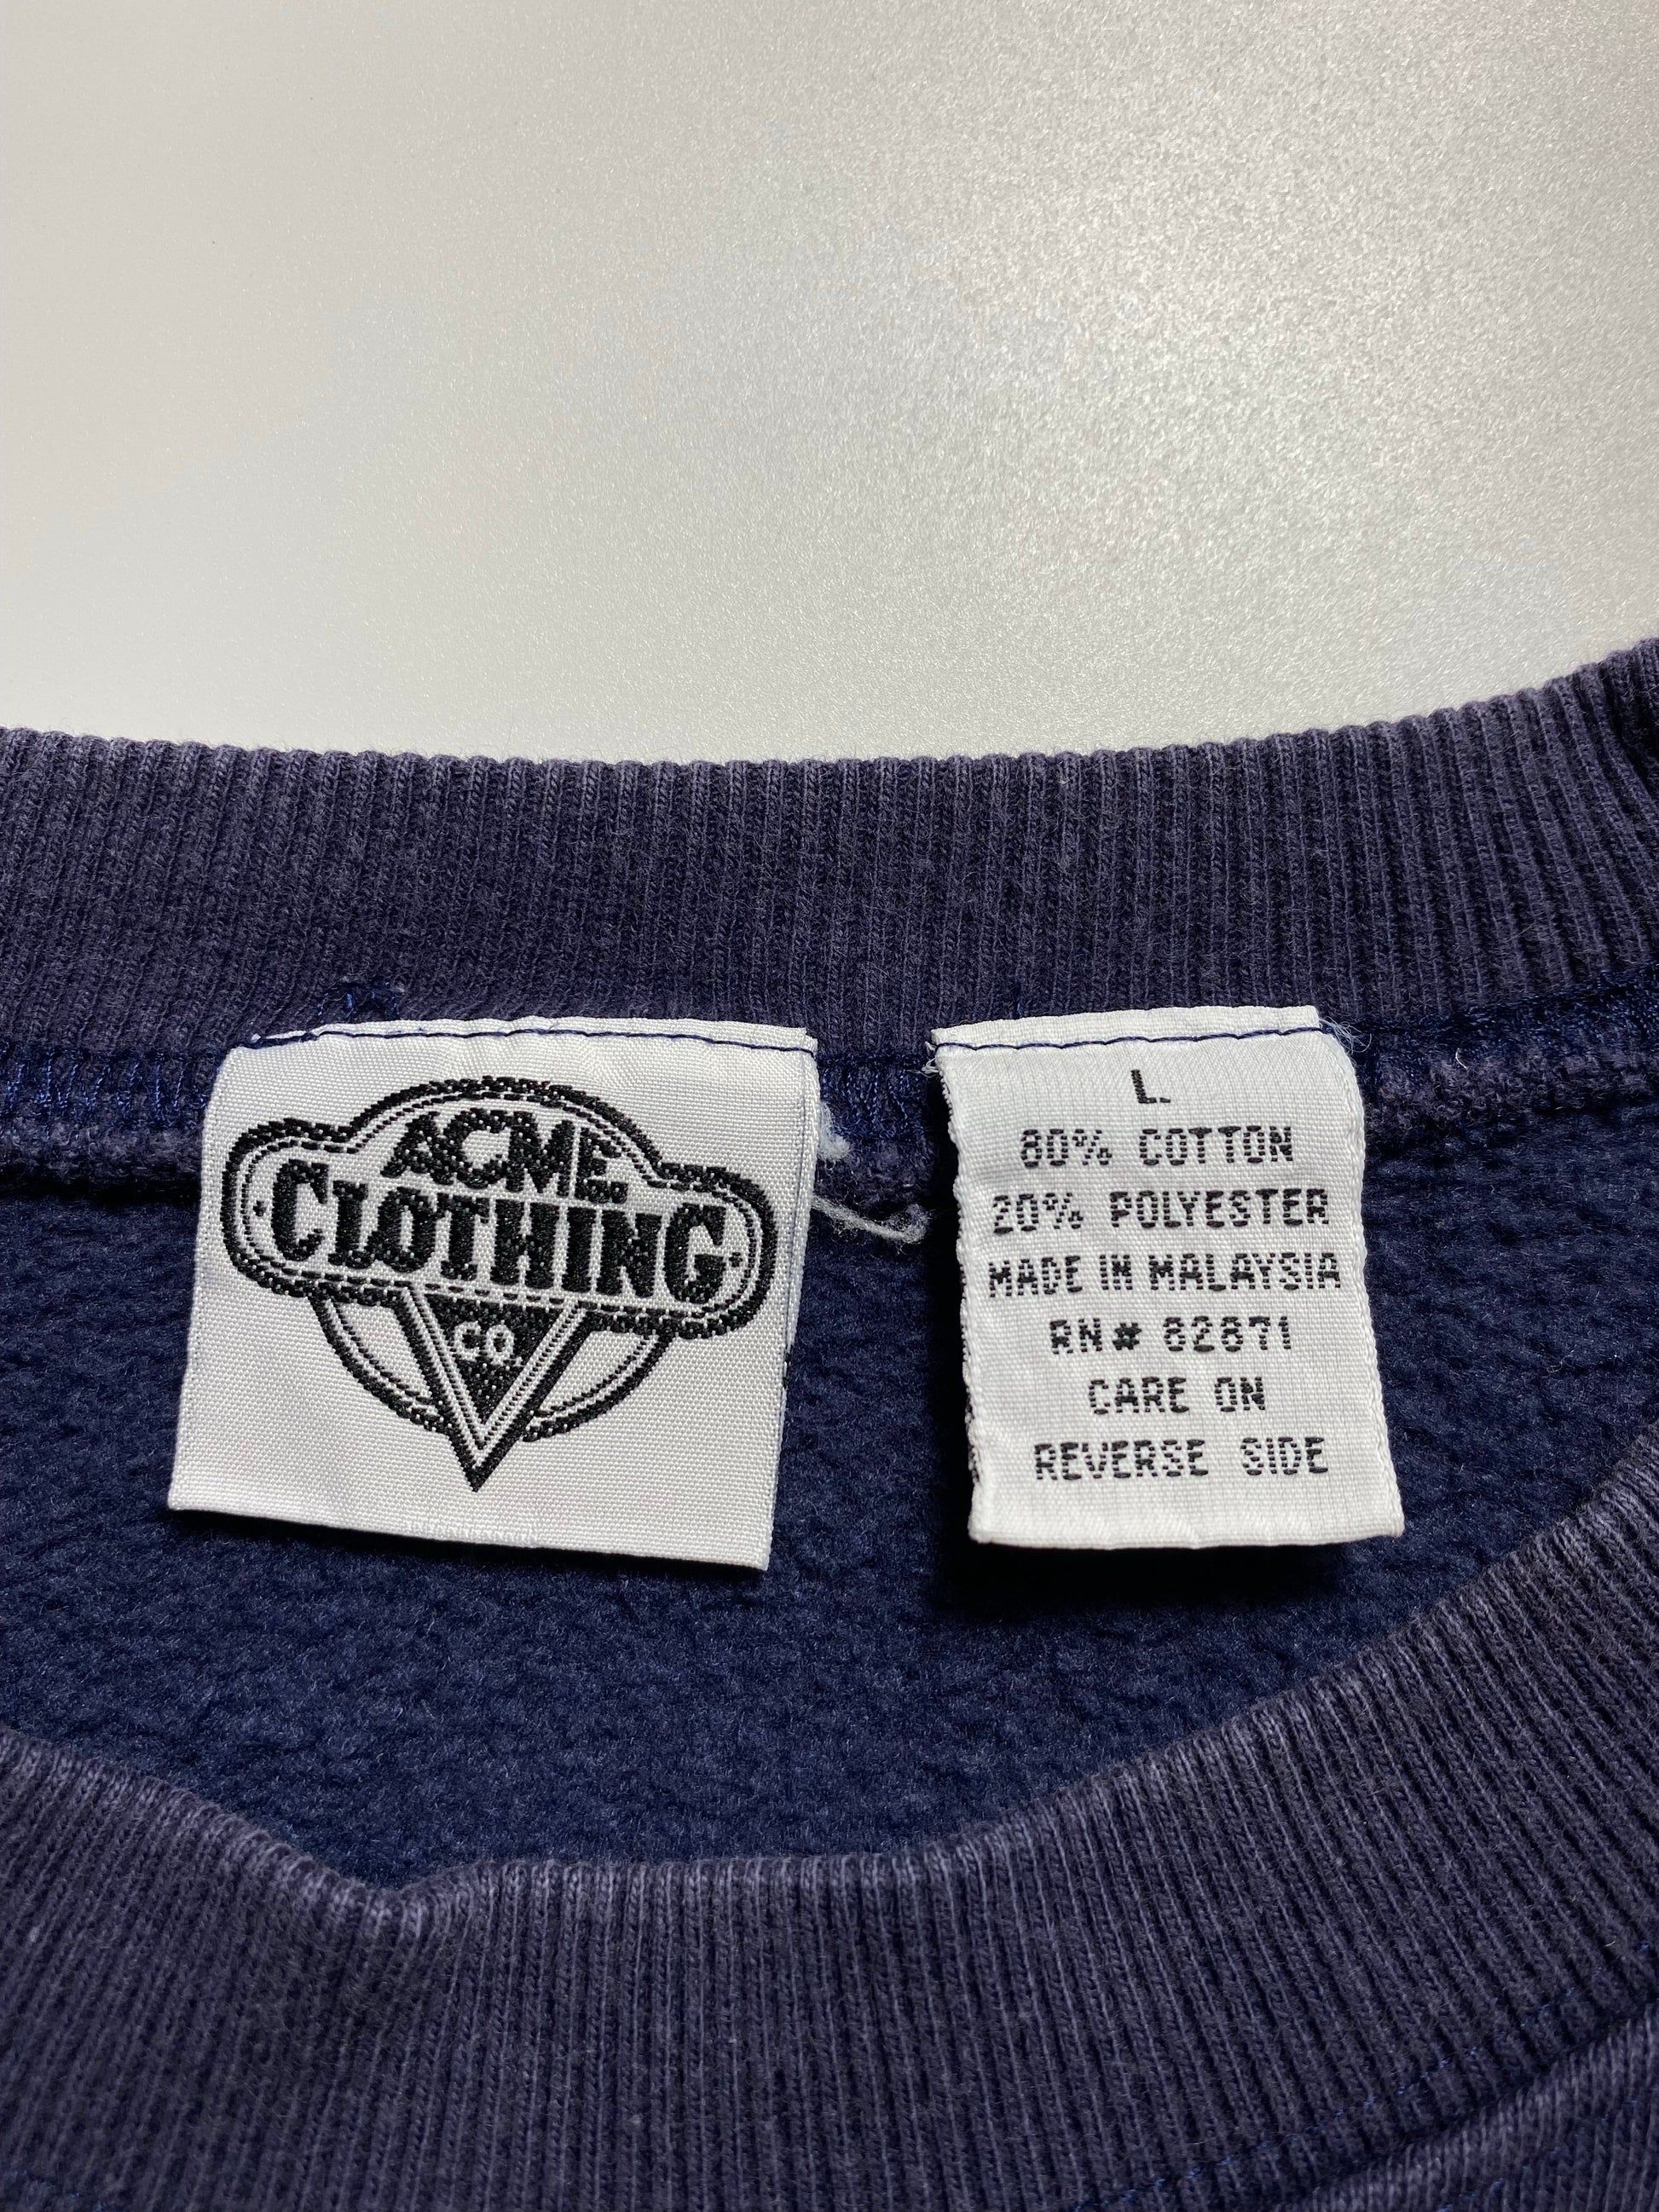 ACME
CLOTHING
CO.
L.
80% COTTON
20% POLYESTER
MADE IN MALAYSIA
RN# 82871
CARE ON
REVERSE SIDE